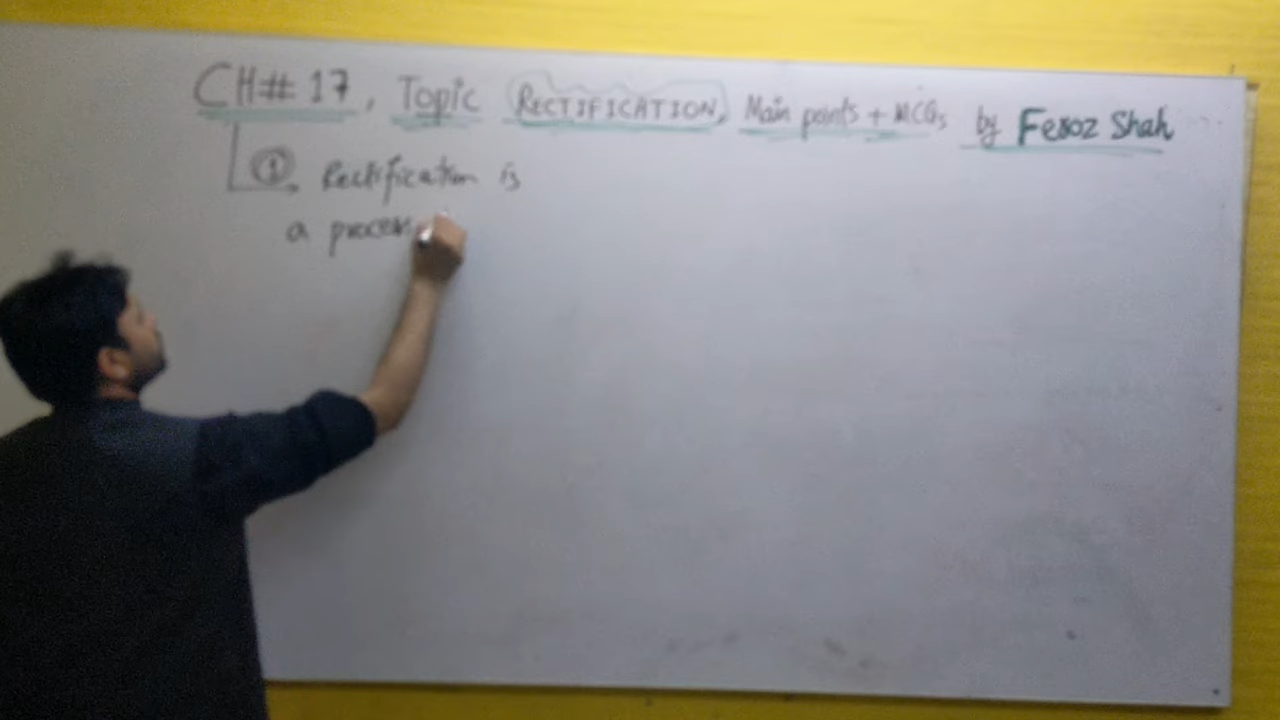 CH# 17, Topic RECTIFICATION, Main points + MCQs by Feroz Shah
① Rectification is
a process